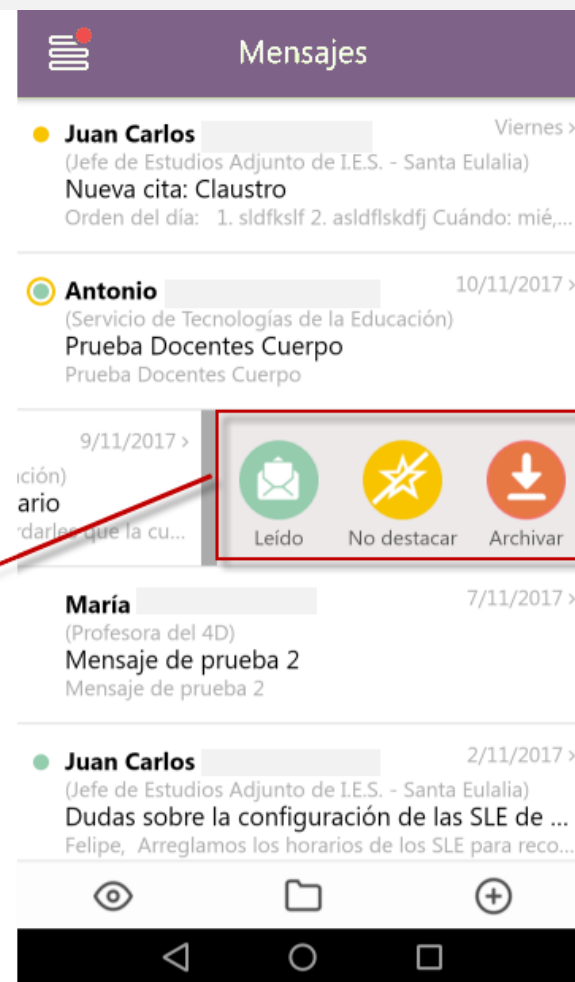 Mensajes
Juan Carlos
Viernes >
(Jefe de Estudios Adjunto de I.E.S. - Santa Eulalia)
Nueva cita: Claustro
Orden del día: 1. sldfkslf 2. asldflskdfj Cuándo: mié,...
Antonio
10/11/2017 >
(Servicio de Tecnologías de la Educación)
Prueba Docentes Cuerpo
Prueba Docentes Cuerpo
9/11/2017 >
ción)
ario
rdarles que la cu...
Leído
No destacar
Archivar
María
7/11/2017 >
(Profesora del 4D)
Mensaje de prueba 2
Mensaje de prueba 2
Juan Carlos
2/11/2017 >
(Jefe de Estudios Adjunto de I.E.S. - Santa Eulalia)
Dudas sobre la configuración de las SLE de ...
Felipe, Arreglamos los horarios de los SLE para reco...